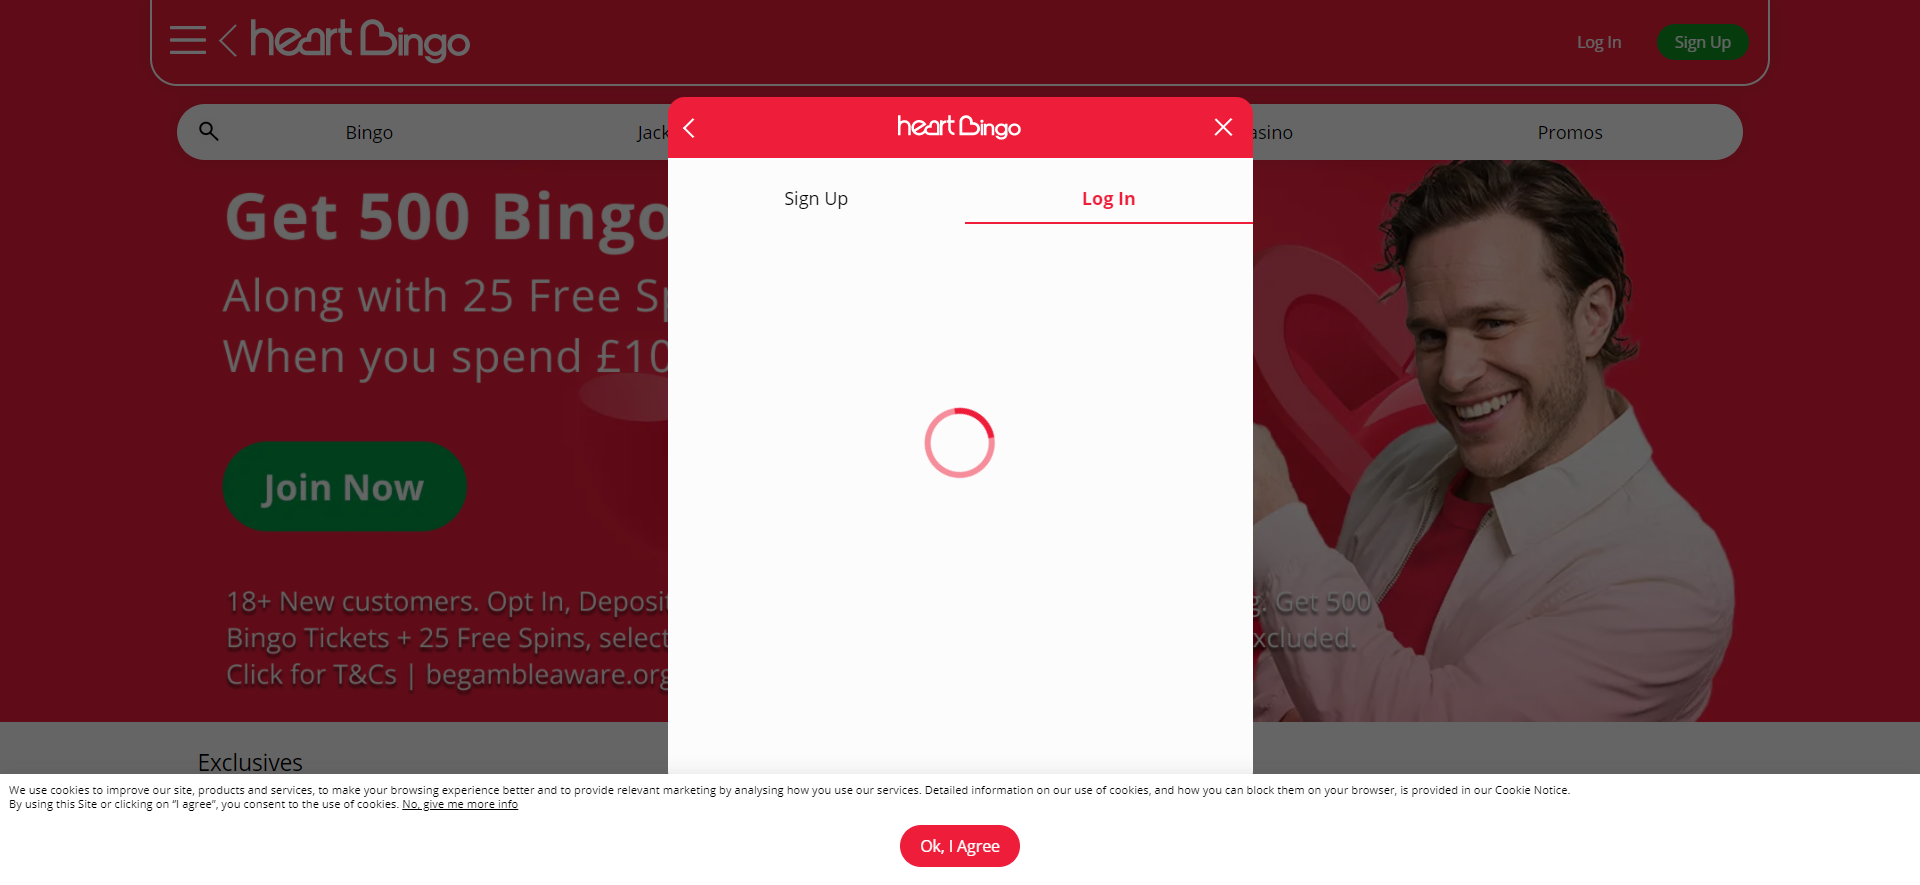 heart Bingo
Log In
Sign Up
Bingo
Jack
asino
Promos
heart Bingo
Sign Up
Log In
Get 500 Bingo
Along with 25 Free Sp
When you spend £10
Join Now
18+ New customers. Opt In, Deposit
g. Get 500
Bingo Tickets + 25 Free Spins, select
xcluded.
Click for T&Cs | begambleaware.org
Exclusives
We use cookies to improve our site, products and services, to make your browsing experience better and to provide relevant marketing by analysing how you use our services. Detailed information on our use of cookies, and how you can block them on your browser, is provided in our Cookie Notice.
By using this Site or clicking on “I agree”, you consent to the use of cookies. No, give me more info
Ok, I Agree